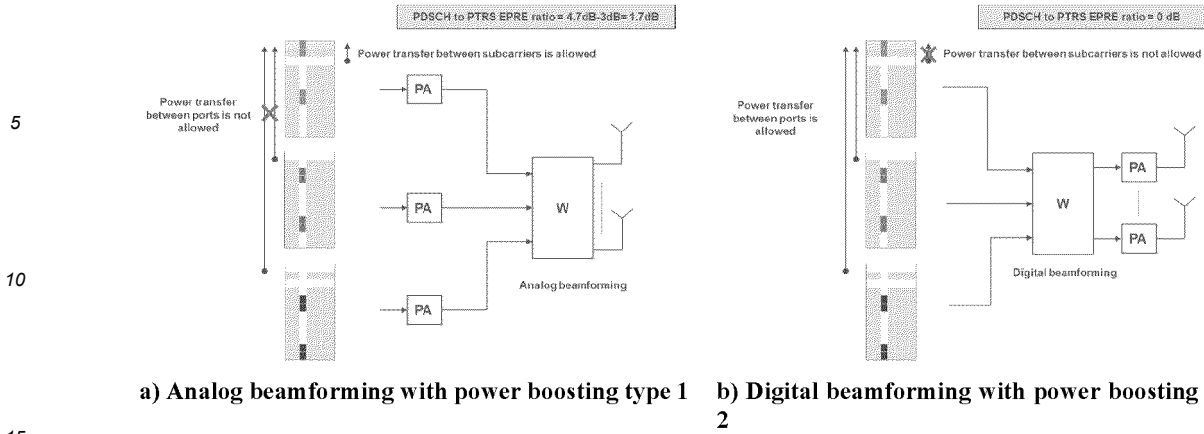 PDSCH to PTRS EPRE ratio = 4.7dB-3dB= 1.7dB
Power transfer between subcarriers is allowed
Power transfer
between ports is not
allowed
PA
PA
PA
W
Analog beamforming
a) Analog beamforming with power boosting type 1
PDSCH to PTRS EPRE ratio = 0 dB
Power transfer between subcarriers is not allowed
Power transfer
between ports is
allowed
W
PA
PA
Digital beamforming
b) Digital beamforming with power boosting
2
5
10
15